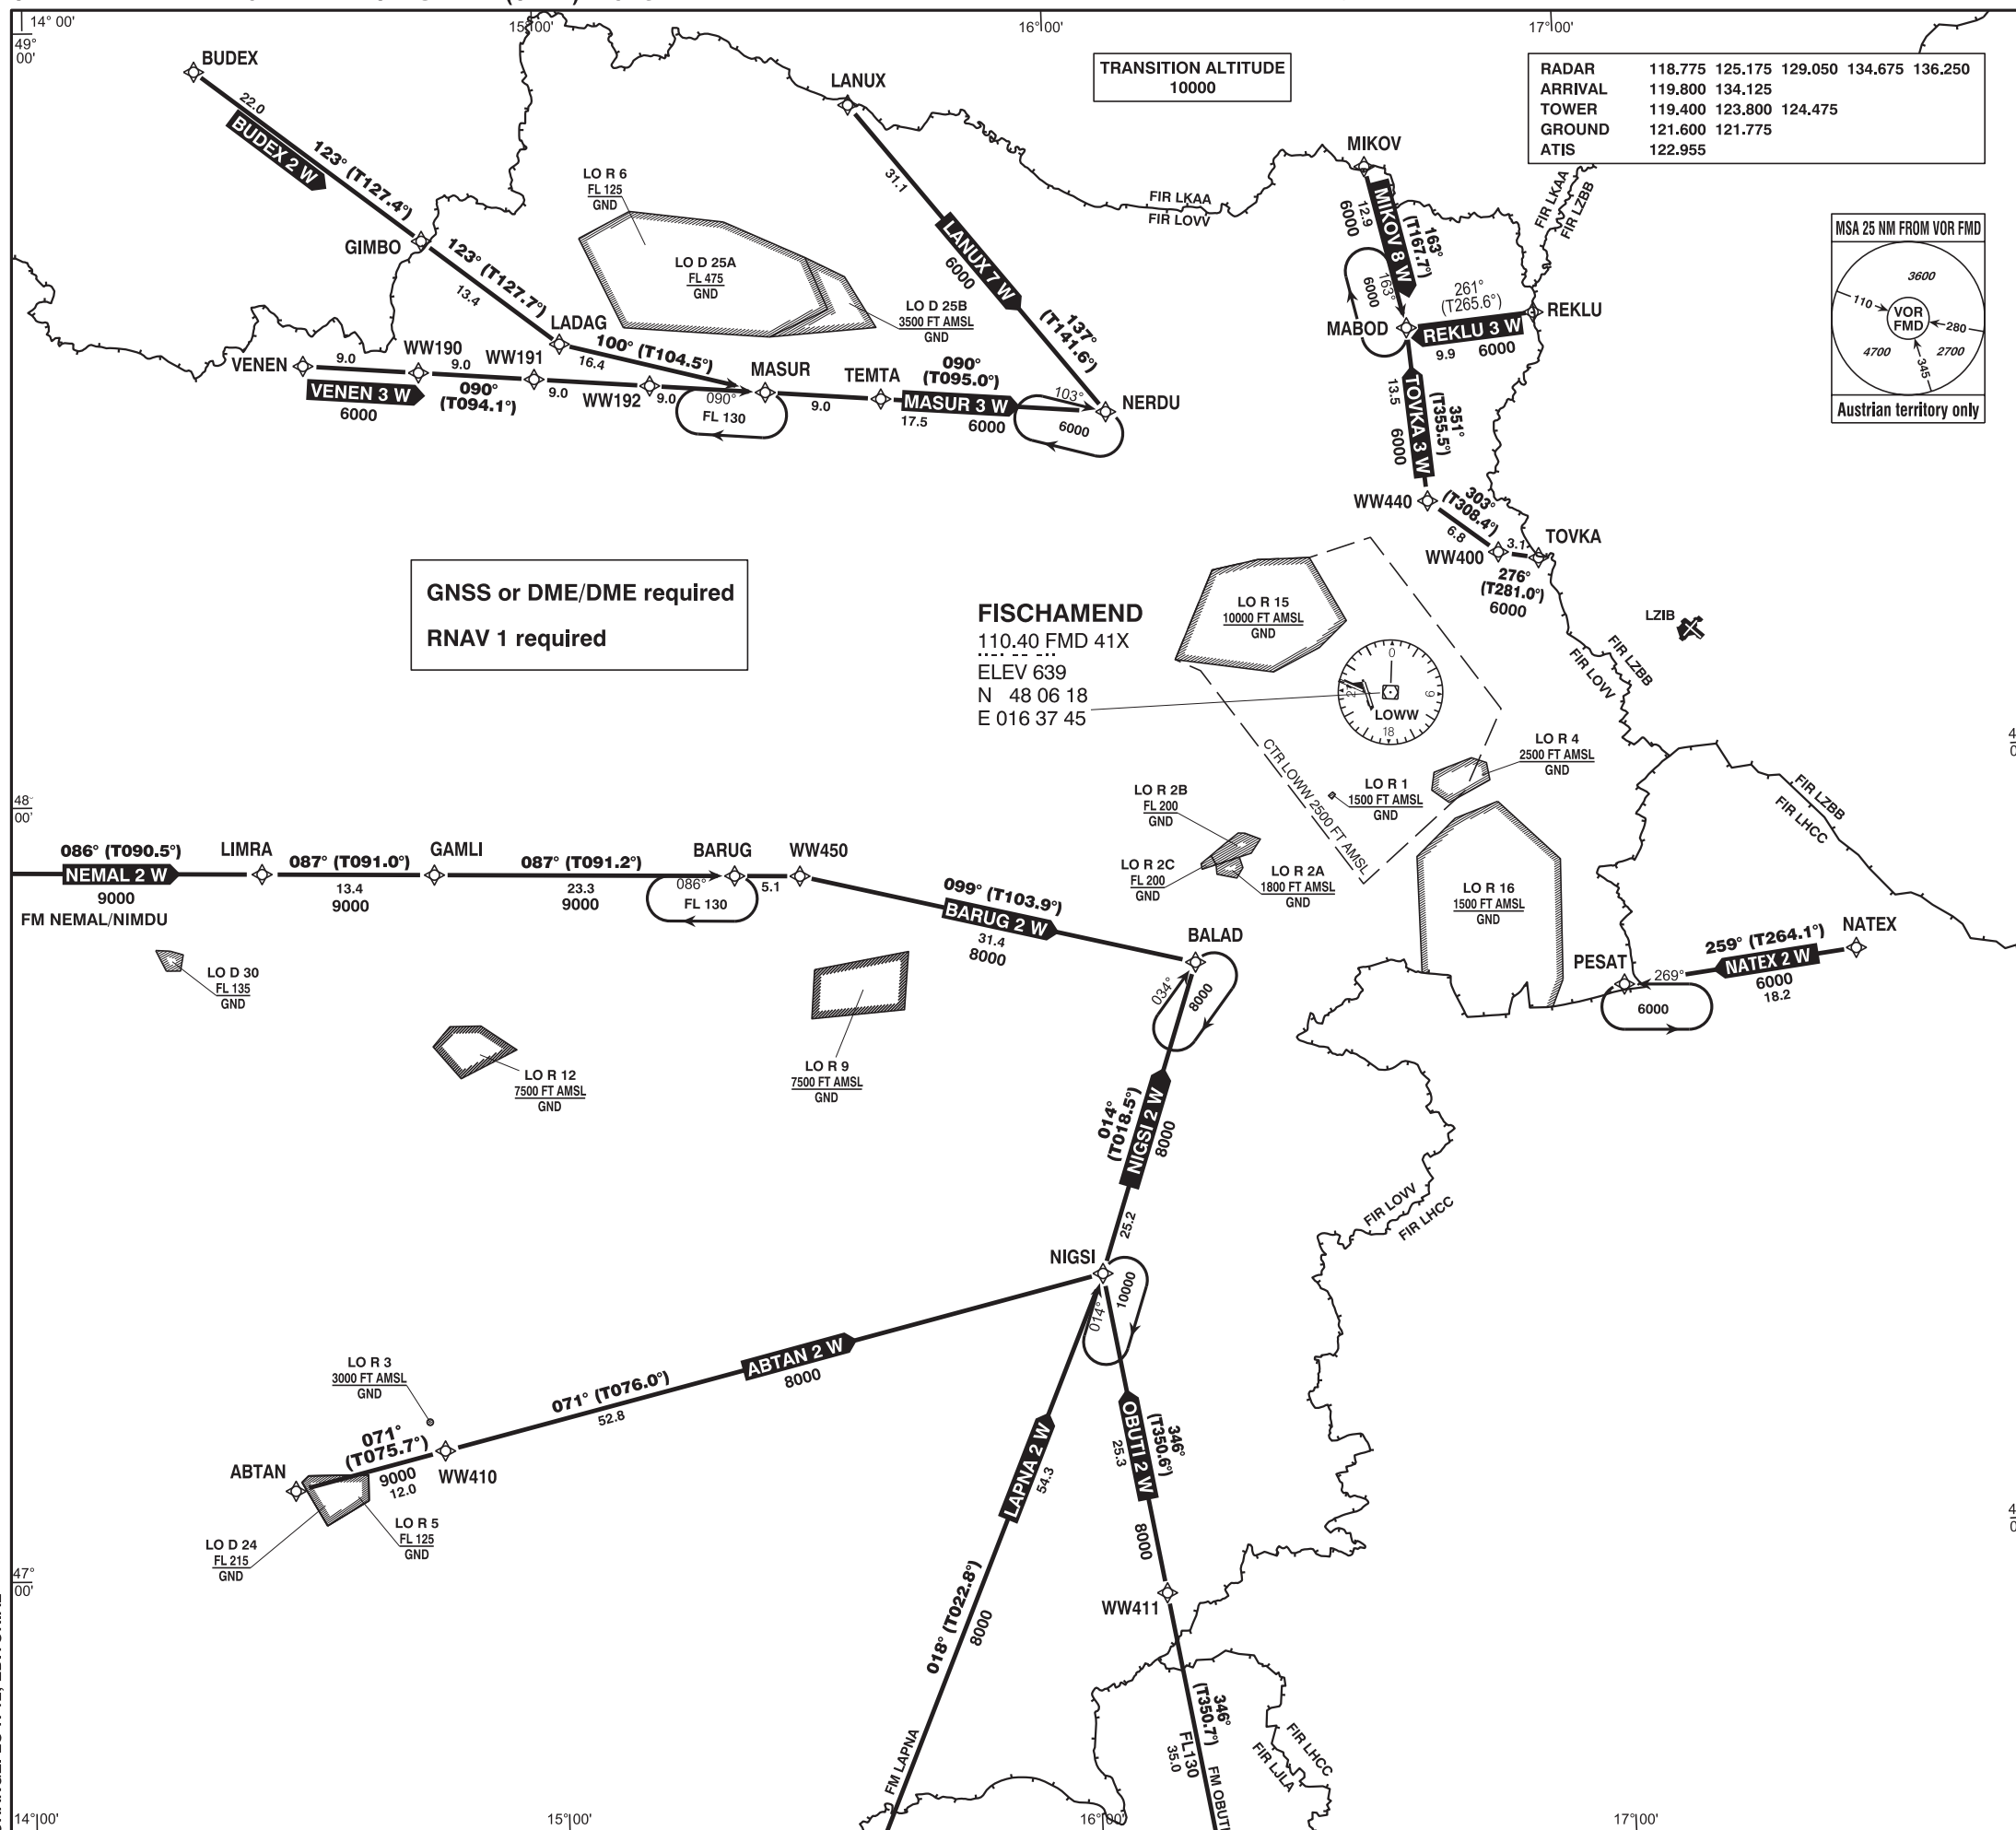 14° 00'
15°00'
16°00'
17°00'
49°
00'
BUDEX
22.0
BUDEX 2 W
123° (T127.4°)
GIMBO
123° (T127.7°)
13.4
LADAG
100° (T104.5°)
16.4
LANUX
31.1
LANUX 7 W
6000
137°
(T141.6°)
TRANSITION ALTITUDE
10000
RADAR 118.775 125.175 129.050 134.675 136.250
ARRIVAL 119.800 134.125
TOWER 119.400 123.800 124.475
GROUND 121.600 121.775
ATIS 122.955
MIKOV
MIKOV 8 W
12.9
6000
163°
(T167.7°)
FIR LKAA
FIR LOVV
FIR LKAA
FIR LZBB
LO R 6
FL 125
GND
LO D 25A
FL 475
GND
LO D 25B
3500 FT AMSL
GND
MSA 25 NM FROM VOR FMD
3600
110
VOR
FMD
280
4700
2700
345
Austrian territory only
163°
6000
MABOD
261°
(T265.6°)
REKLU
REKLU 3 W
9.9
6000
VENEN
9.0
WW190
9.0
WW191
9.0
WW192
9.0
VENEN 3 W
6000
090°
(T094.1°)
090°
FL 130
MASUR
9.0
TEMTA
090°
(T095.0°)
MASUR 3 W
17.5
6000
103°
6000
NERDU
TOVKA 3 W
13.5
6000
351°
(T355.5°)
WW440
303°
(T308.4°)
6.8
WW400
3.1
TOVKA
276°
(T281.0°)
6000
LZIB
GNSS or DME/DME required
RNAV 1 required
FISCHAMEND
110.40 FMD 41X
ELEV 639
N 48 06 18
E 016 37 45
LO R 15
10000 FT AMSL
GND
0
9
18
27
LOWW
CTR LOWW 2500 FT AMSL
FIR LZBB
FIR LOVV
LO R 4
2500 FT AMSL
GND
LO R 1
1500 FT AMSL
GND
LO R 2B
FL 200
GND
LO R 2C
FL 200
GND
LO R 2A
1800 FT AMSL
GND
LO R 16
1500 FT AMSL
GND
FIR LZBB
FIR LHCC
48°
00'
086° (T090.5°)
NEMAL 2 W
9000
FM NEMAL/NIMDU
LIMRA
087° (T091.0°)
13.4
9000
GAMLI
087° (T091.2°)
23.3
9000
BARUG
086°
FL 130
5.1
WW450
099° (T103.9°)
BARUG 2 W
31.4
8000
BALAD
034°
8000
NATEX
259° (T264.1°)
NATEX 2 W
6000
18.2
PESAT
269°
6000
LO D 30
FL 135
GND
LO R 12
7500 FT AMSL
GND
LO R 9
7500 FT AMSL
GND
014°
(T018.5°)
NIGSI 2 W
8000
25.2
NIGSI
014°
10000
FIR LOVV
FIR LHCC
ABTAN 2 W
8000
071° (T076.0°)
52.8
LO R 3
3000 FT AMSL
GND
071°
(T075.7°)
9000
12.0
ABTAN
WW410
LO R 5
FL 125
GND
LO D 24
FL 215
GND
LAPNA 2 W
54.3
018° (T022.8°)
8000
FM LAPNA
OBUTI 2 W
25.3
346°
(T350.6°)
8000
WW411
346°
(T350.7°)
FL130
35.0
FM OBUTI
FIR LHCC
FIR LJLA
47°
00'
14°00'
15°00'
16°00'
17°00'